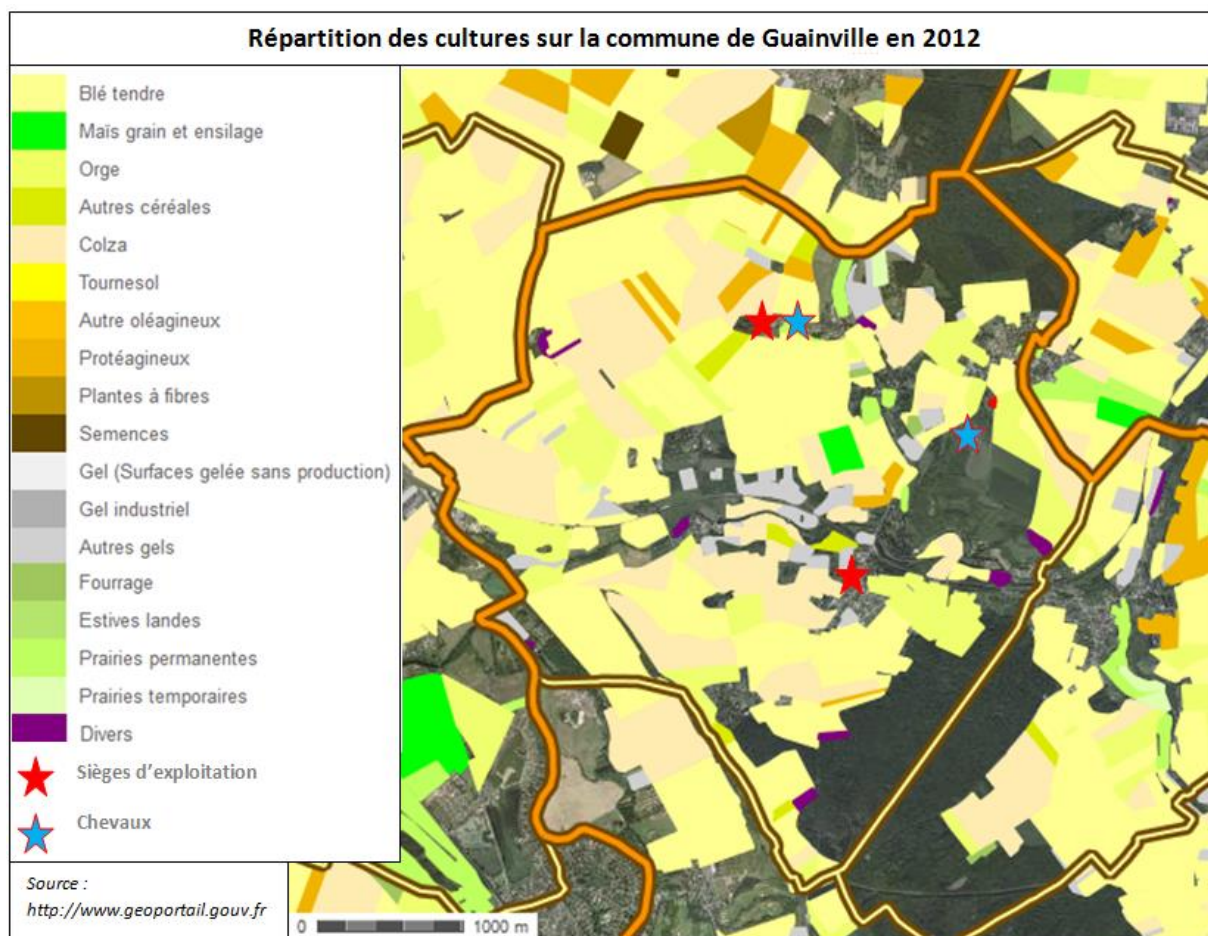 Répartition des cultures sur la commune de Guainville en 2012
Blé tendre
Maïs grain et ensilage
Orge
Autres céréales
Colza
Tournesol
Autre oléagineux
Protéagineux
Plantes à fibres
Semences
Gel (Surfaces gelée sans production)
Gel industriel
Autres gels
Fourrage
Estives landes
Prairies permanentes
Prairies temporaires
Divers
Sièges d'exploitation
Chevaux
Source :
http://www.geoportail.gouv.fr
0 1000 m